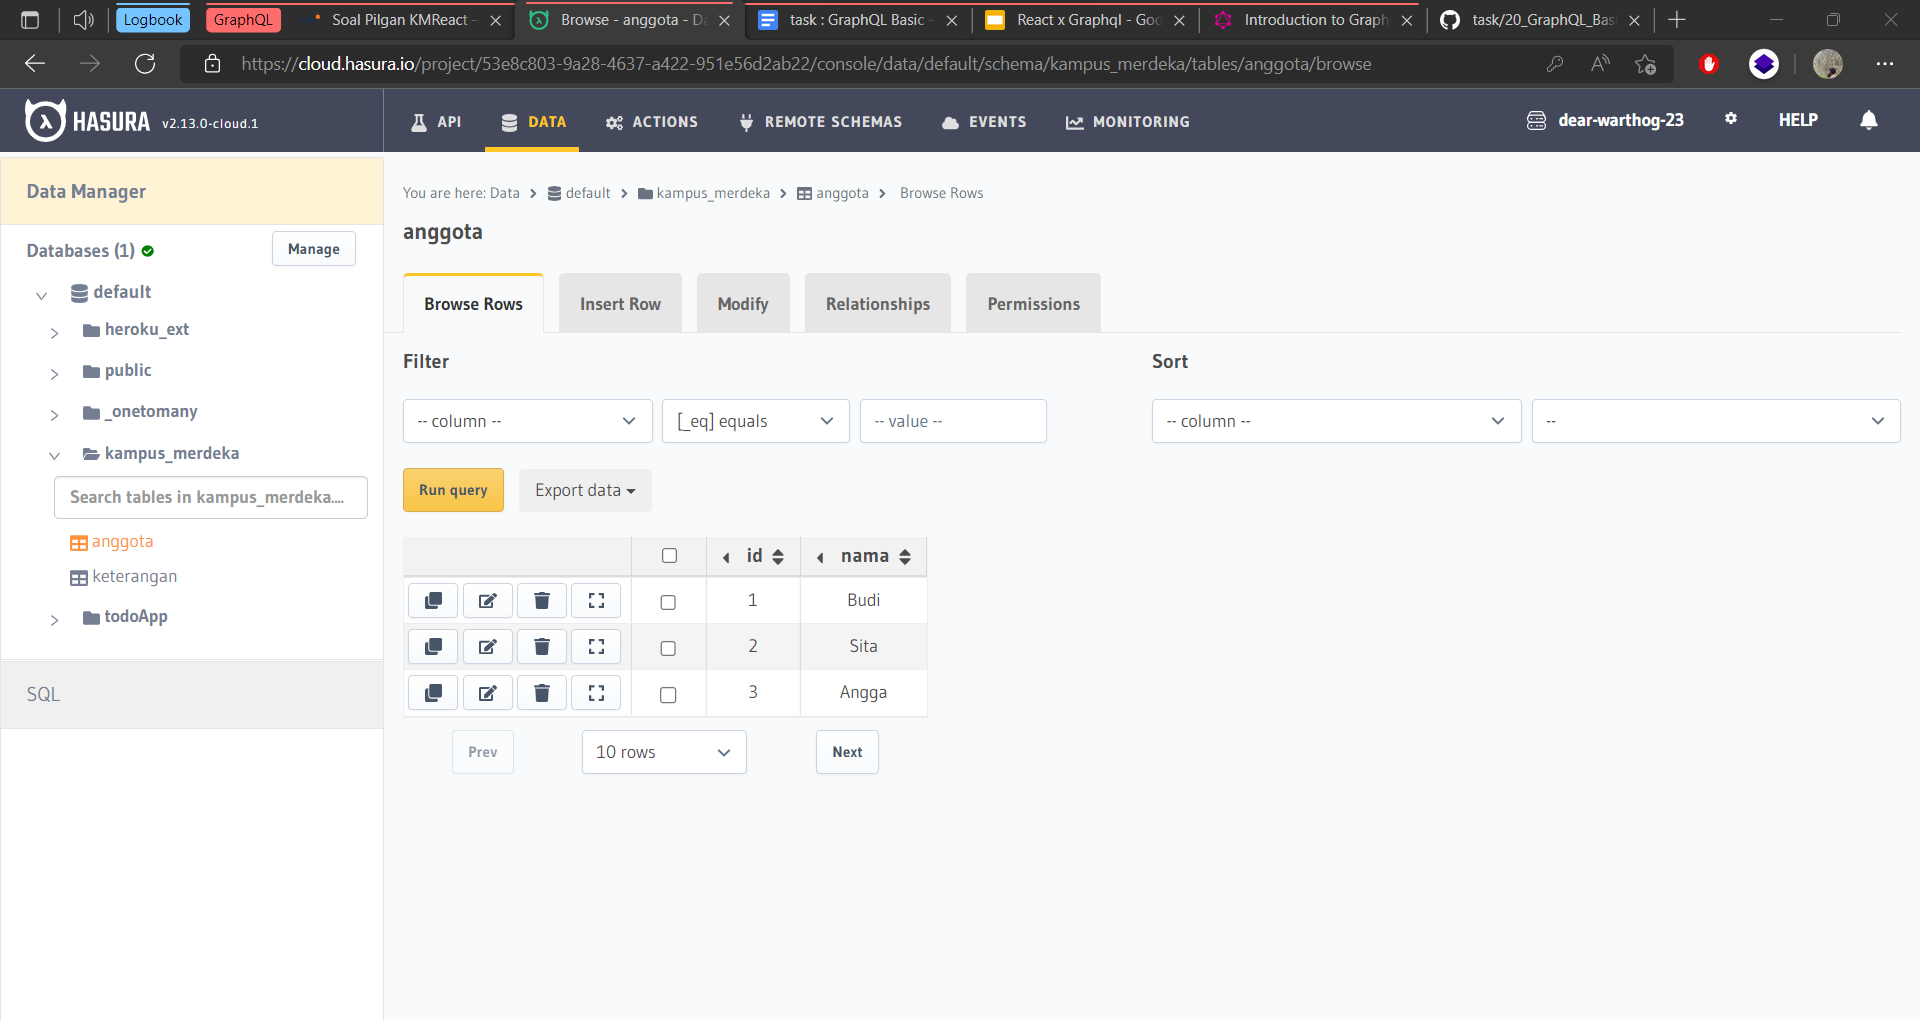 Logbook GraphQL Soal Pilgan KMReact - Browse - anggota - Da task : GraphQL Basic - React x Graphql - Goo Introduction to Graph task/20_GraphQL_Bas
https://cloud.hasura.io/project/53e8c803-9a28-4637-a422-951e56d2ab22/console/data/default/schema/kampus_merdeka/tables/anggota/browse
HASURA v2.13.0-cloud.1 API DATA ACTIONS REMOTE SCHEMAS EVENTS MONITORING dear-warthog-23 HELP
Data Manager
Databases (1) Manage
default
heroku_ext
public
_onetomany
kampus_merdeka
Search tables in kampus_merdeka....
anggota
keterangan
todoApp
SQL
You are here: Data > default > kampus_merdeka > anggota > Browse Rows
anggota
Browse Rows Insert Row Modify Relationships Permissions
Filter Sort
-- column -- [_eq] equals -- value -- -- column -- --
Run query Export data
id nama
1 Budi
2 Sita
3 Angga
Prev 10 rows Next